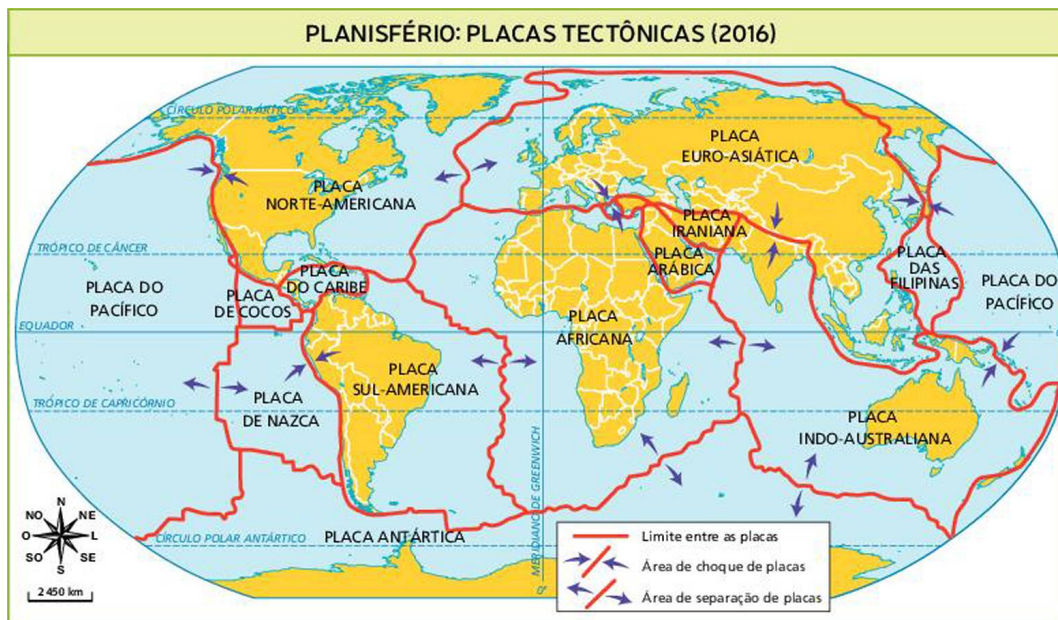 PLANISFÉRIO: PLACAS TECTÔNICAS (2016)
CÍRCULO POLAR ÁRTICO
PLACA
EURO-ASIÁTICA
PLACA
NORTE-AMERICANA
PLACA
IRANIANA
TRÓPICO DE CÂNCER
PLACA
ARÁBICA
PLACA
DAS
FILIPINAS
PLACA
DO CARIBE
PLACA DO
PACÍFICO
PLACA
DE COCOS
PLACA DO
PACÍFICO
EQUADOR
PLACA
AFRICANA
PLACA
SUL-AMERICANA
TRÓPICO DE CAPRICÓRNIO
PLACA
DE NAZCA
PLACA
INDO-AUSTRALIANA
MERIDIANO DE GREENWICH
0°
CÍRCULO POLAR ANTÁRTICO
PLACA ANTÁRTICA
N
NO
NE
O
L
SO
SE
S
2 450 km
Limite entre as placas
Área de choque de placas
Área de separação de placas